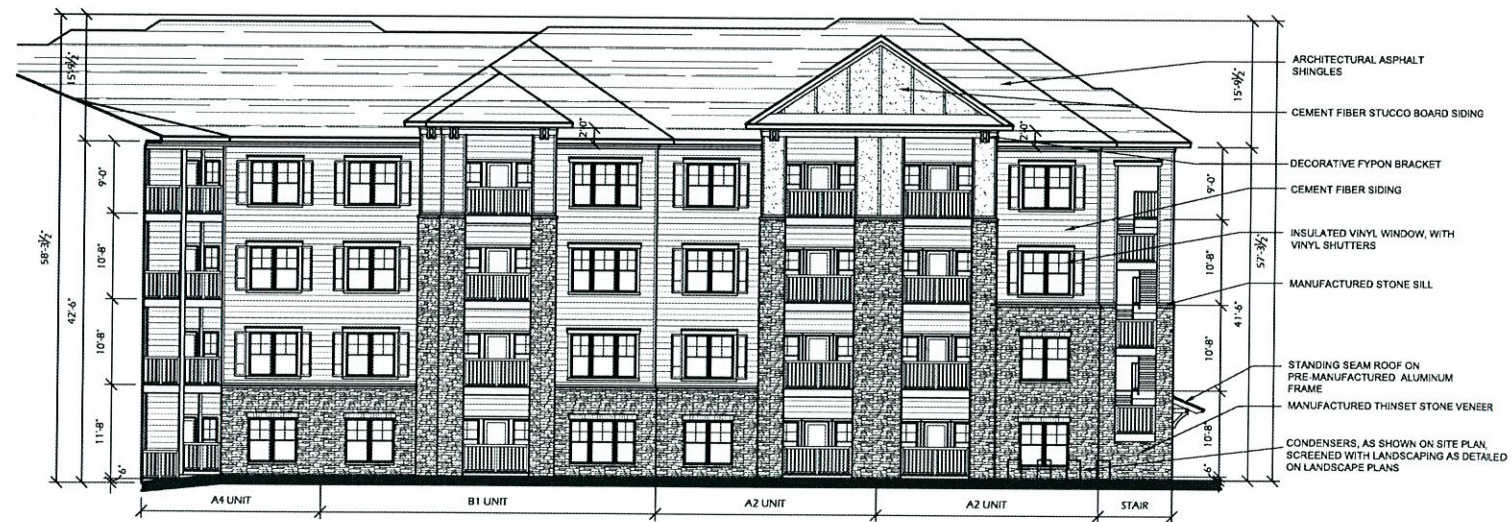 15'-9½"
58'-3½"
42'-6"
9'-0"
10'-8"
10'-8"
11'-8"
6"
2'-0"
2'-0"
15'-9½"
57'-3½"
41'-6"
9'-0"
10'-8"
10'-8"
10'-8"
6"
ARCHITECTURAL ASPHALT
SHINGLES
CEMENT FIBER STUCCO BOARD SIDING
DECORATIVE FYPON BRACKET
CEMENT FIBER SIDING
INSULATED VINYL WINDOW, WITH
VINYL SHUTTERS
MANUFACTURED STONE SILL
STANDING SEAM ROOF ON
PRE-MANUFACTURED ALUMINUM
FRAME
MANUFACTURED THINSET STONE VENEER
CONDENSERS, AS SHOWN ON SITE PLAN,
SCREENED WITH LANDSCAPING AS DETAILED
ON LANDSCAPE PLANS
A4 UNIT
B1 UNIT
A2 UNIT
A2 UNIT
STAIR